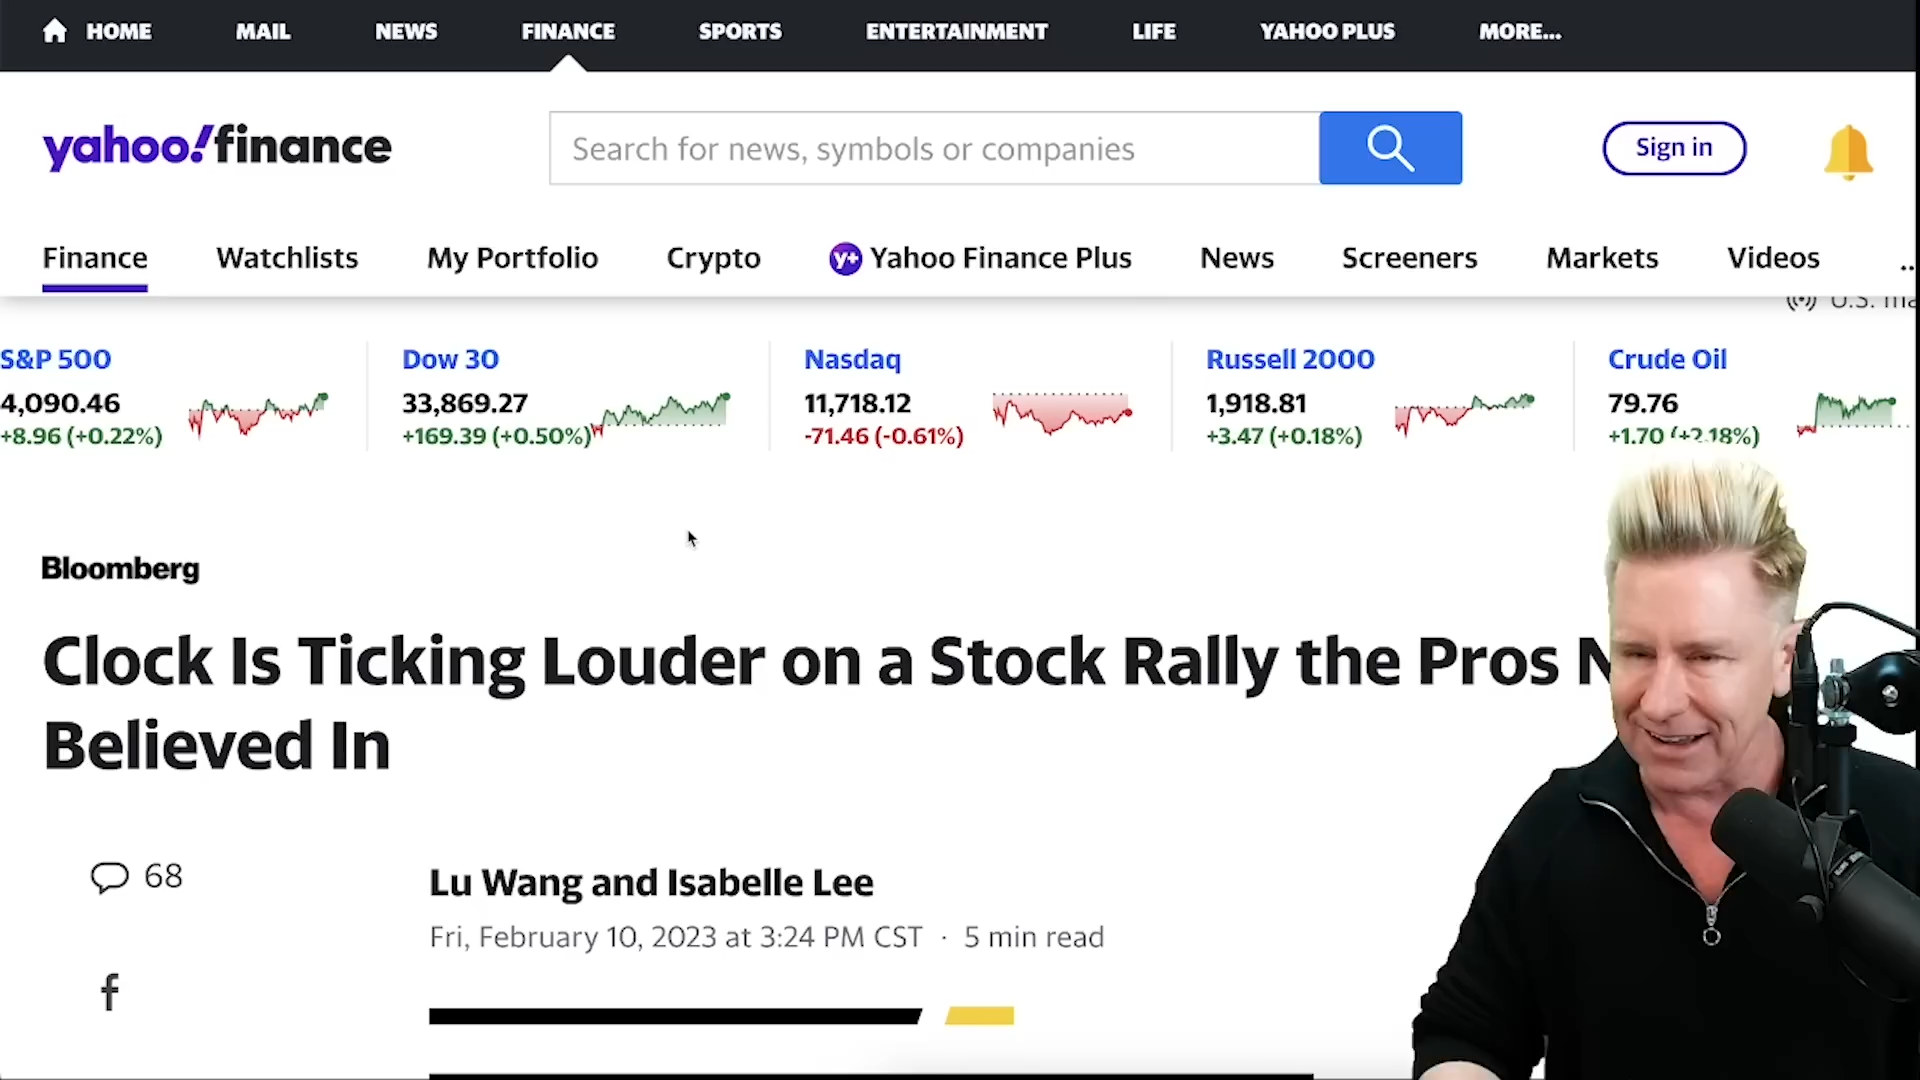 HOME MAIL NEWS FINANCE SPORTS ENTERTAINMENT LIFE YAHOO PLUS MORE...
yahoo!finance Search for news, symbols or companies Sign in
Finance Watchlists My Portfolio Crypto y+ Yahoo Finance Plus News Screeners Markets Videos ..
U.S.
S&P 500 Dow 30 Nasdaq Russell 2000 Crude Oil
4,090.46 33,869.27 11,718.12 1,918.81 79.76
+8.96 (+0.22%) +169.39 (+0.50%) -71.46 (-0.61%) +3.47 (+0.18%) +1.70 (+2.18%)
Bloomberg
Clock Is Ticking Louder on a Stock Rally the Pros
Believed In
68 Lu Wang and Isabelle Lee
Fri, February 10, 2023 at 3:24 PM CST · 5 min read
f